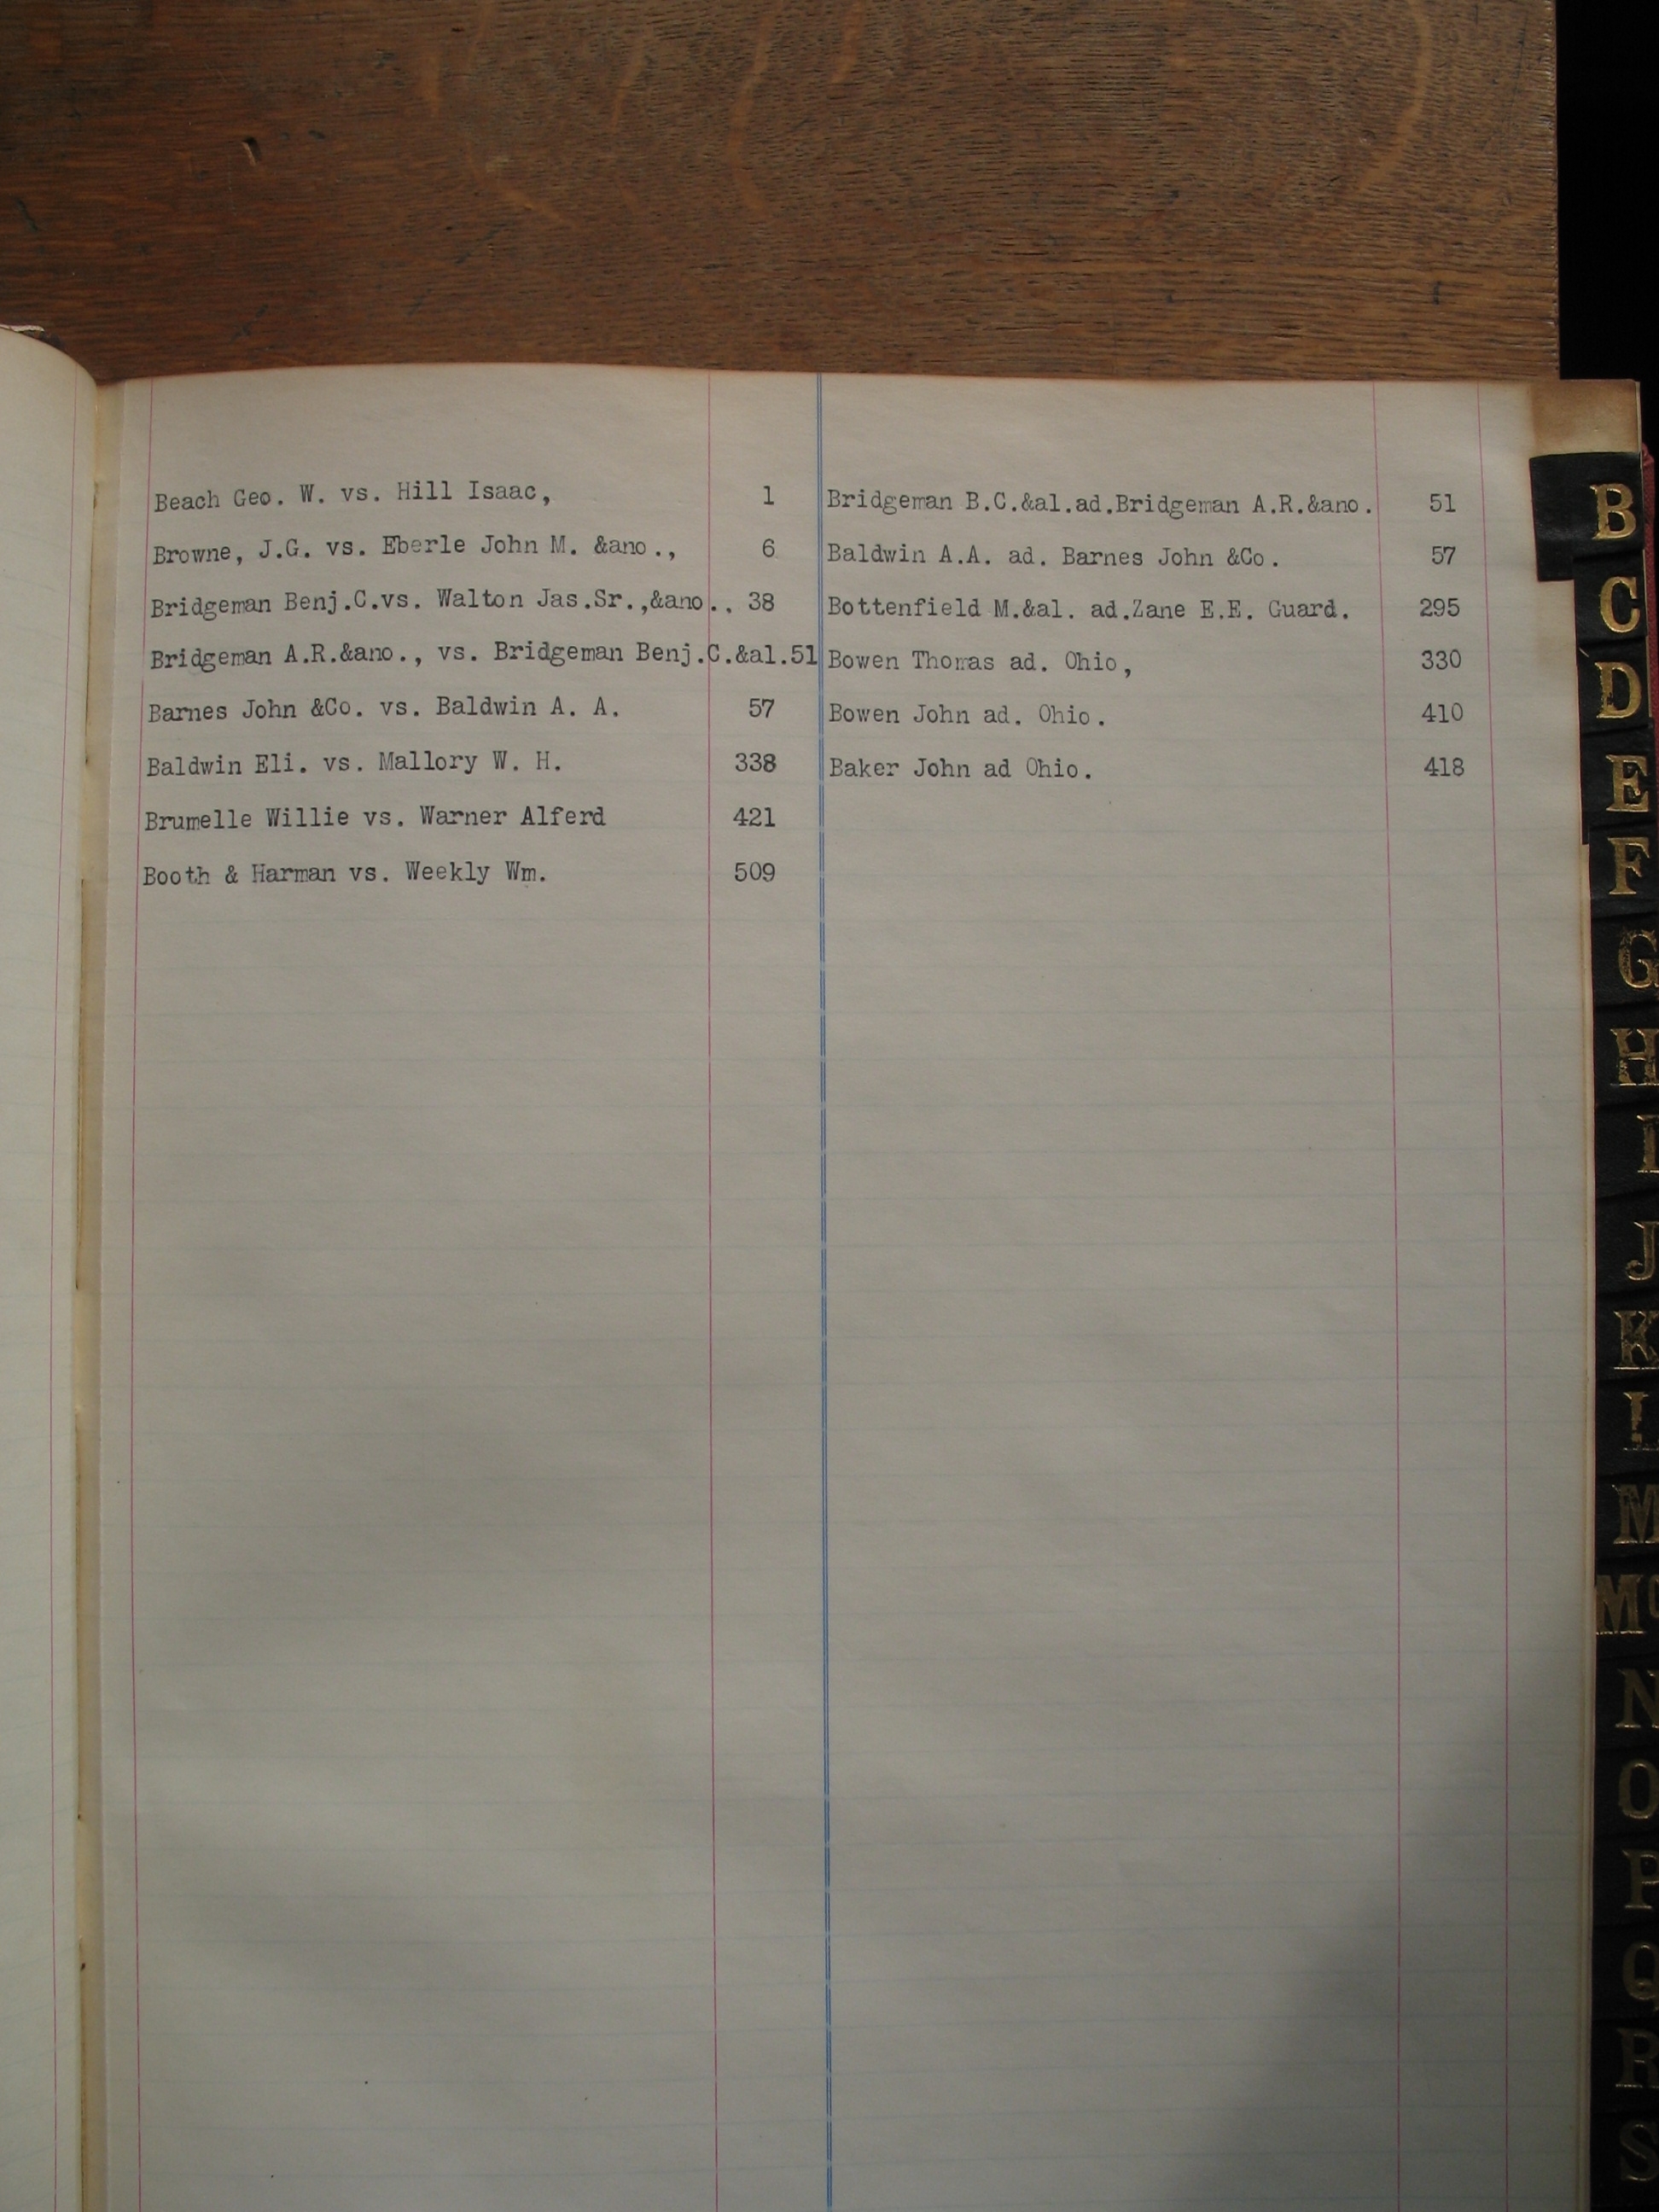 Beach Geo. W. vs. Hill Isaac, 1
Browne, J.G. vs. Eberle John M. &ano., 6
Bridgeman Benj.C.vs. Walton Jas.Sr.,&ano.. 38
Bridgeman A.R.&ano., vs. Bridgeman Benj.C.&al.51
Barnes John &Co. vs. Baldwin A. A. 57
Baldwin Eli. vs. Mallory W. H. 338
Brumelle Willie vs. Warner Alferd 421
Booth & Harman vs. Weekly Wm. 509
Bridgeman B.C.&al.ad.Bridgeman A.R.&ano. 51
Baldwin A.A. ad. Barnes John &Co. 57
Bottenfield M.&al. ad.Zane E.E. Guard. 295
Bowen Thomas ad. Ohio, 330
Bowen John ad. Ohio. 410
Baker John ad Ohio. 418
B
C
D
E
F
G
H
I
J
K
L
M
Mc
N
O
P
Q
R
S